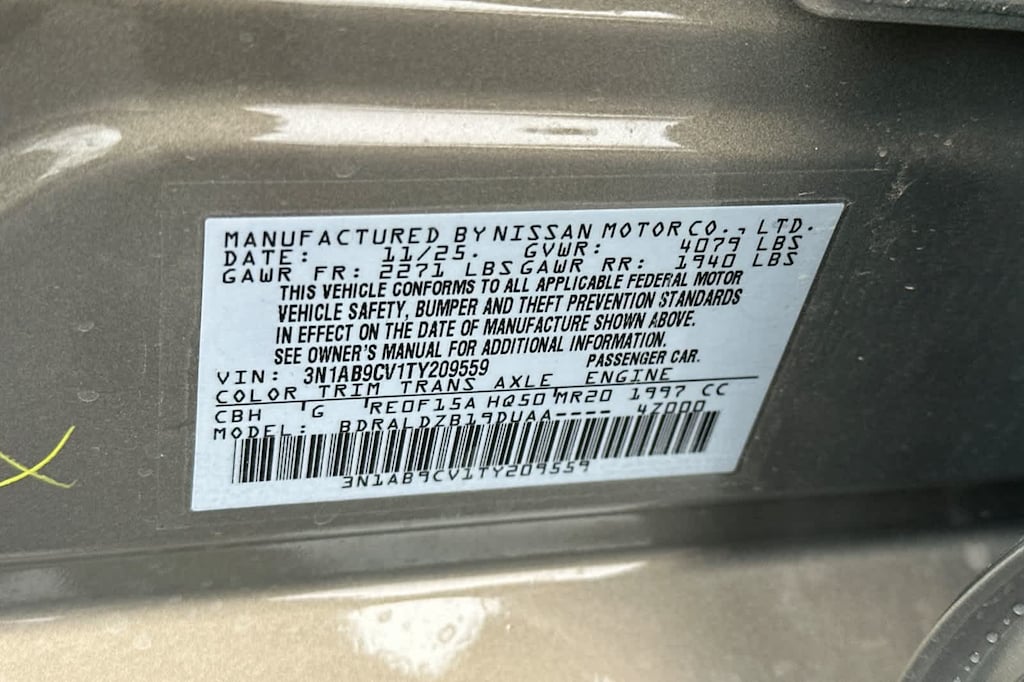 MANUFACTURED BY NISSAN MOTOR CO., LTD.
DATE: 11/25. GVWR: 4079 LBS
GAWR FR: 2271 LBS GAWR RR: 1940 LBS
THIS VEHICLE CONFORMS TO ALL APPLICABLE FEDERAL MOTOR
VEHICLE SAFETY, BUMPER AND THEFT PREVENTION STANDARDS
IN EFFECT ON THE DATE OF MANUFACTURE SHOWN ABOVE.
SEE OWNER'S MANUAL FOR ADDITIONAL INFORMATION.
VIN: 3N1AB9CV1TY209559 PASSENGER CAR.
COLOR TRIM TRANS AXLE ENGINE
CBH G RE0F15A HQ50 MR20 1997 CC
MODEL: BDRALDZB19DUAA---- 4Z000
3N1AB9CV1TY209559